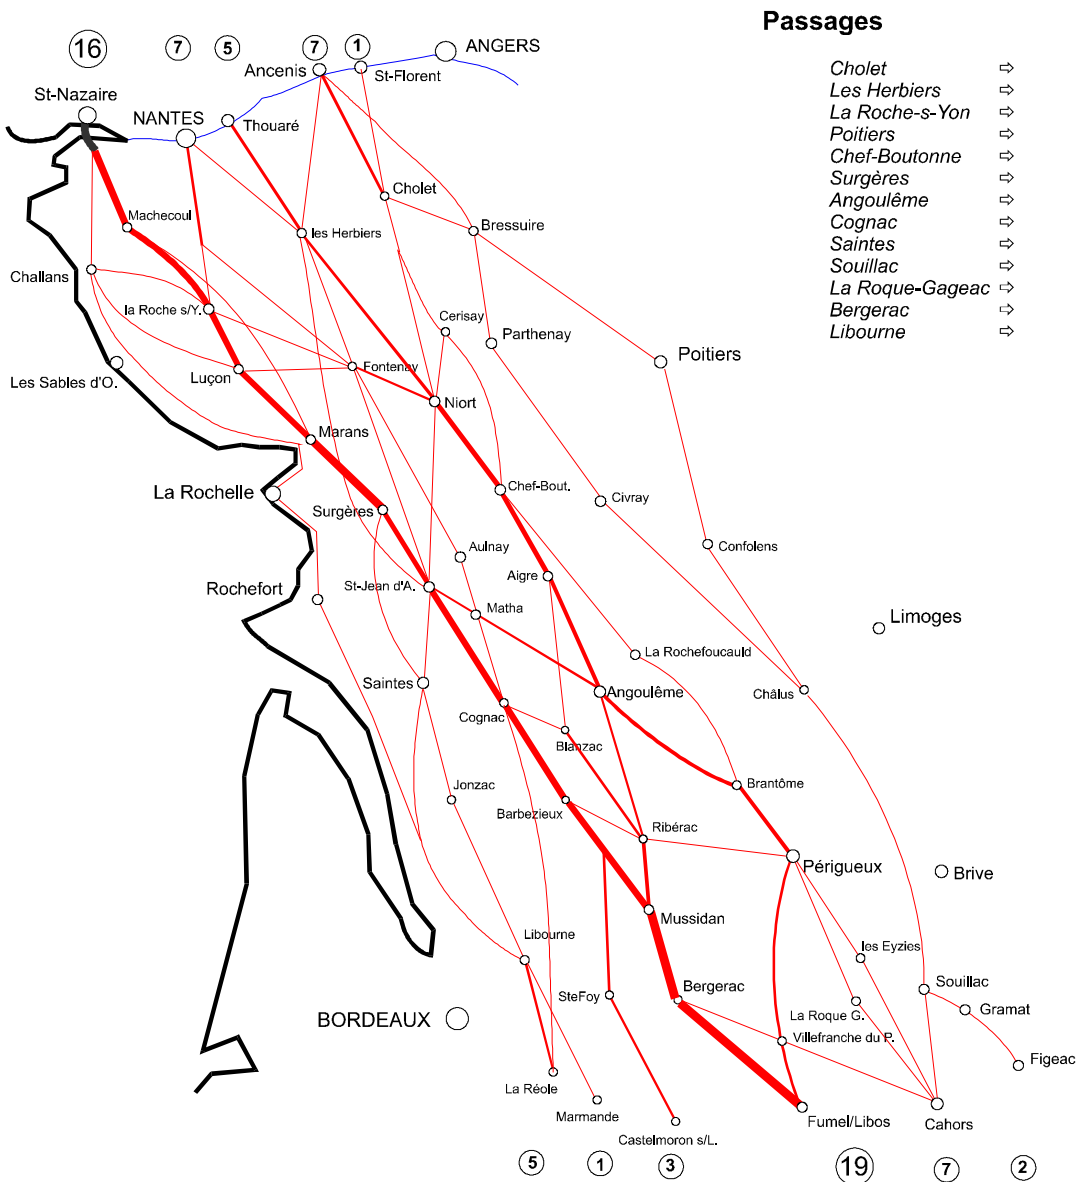 Passages
16
7
5
7
1
ANGERS
Ancenis
St-Florent
St-Nazaire
NANTES
Thouaré
Cholet ⇨
Les Herbiers ⇨
La Roche-s-Yon ⇨
Poitiers ⇨
Chef-Boutonne ⇨
Surgères ⇨
Angoulême ⇨
Cognac ⇨
Saintes ⇨
Souillac ⇨
La Roque-Gageac ⇨
Bergerac ⇨
Libourne ⇨
Cholet
Machecoul
les Herbiers
Bressuire
Challans
la Roche s/Y.
Cerisay
Parthenay
Poitiers
Les Sables d'O.
Luçon
Fontenay
Niort
Marans
La Rochelle
Surgères
Chef-Bout.
Civray
Aulnay
Confolens
Rochefort
St-Jean d'A.
Aigre
Matha
Limoges
La Rochefoucauld
Saintes
Angoulême
Châlus
Cognac
Blanzac
Jonzac
Barbezieux
Brantôme
Ribérac
Périgueux
Brive
Mussidan
Libourne
les Eyzies
SteFoy
Bergerac
Souillac
BORDEAUX
La Roque G.
Gramat
Villefranche du P.
Figeac
La Réole
Marmande
Castelmoron s/L.
Fumel/Libos
Cahors
5
1
3
19
7
2